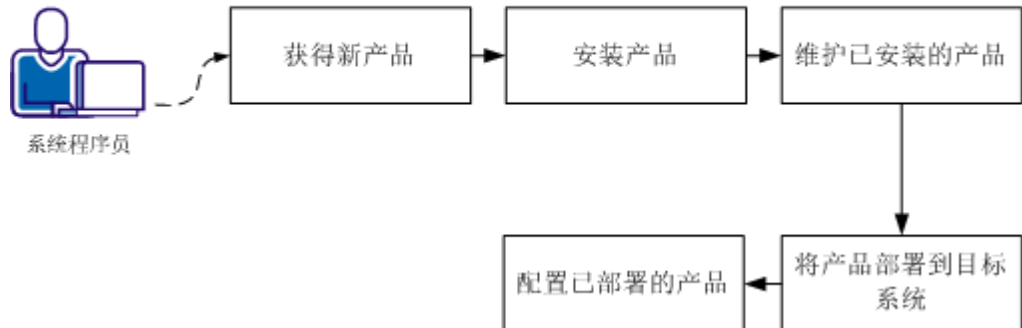 获得新产品
安装产品
维护已安装的产品
系统程序员
将产品部署到目标
系统
配置已部署的产品